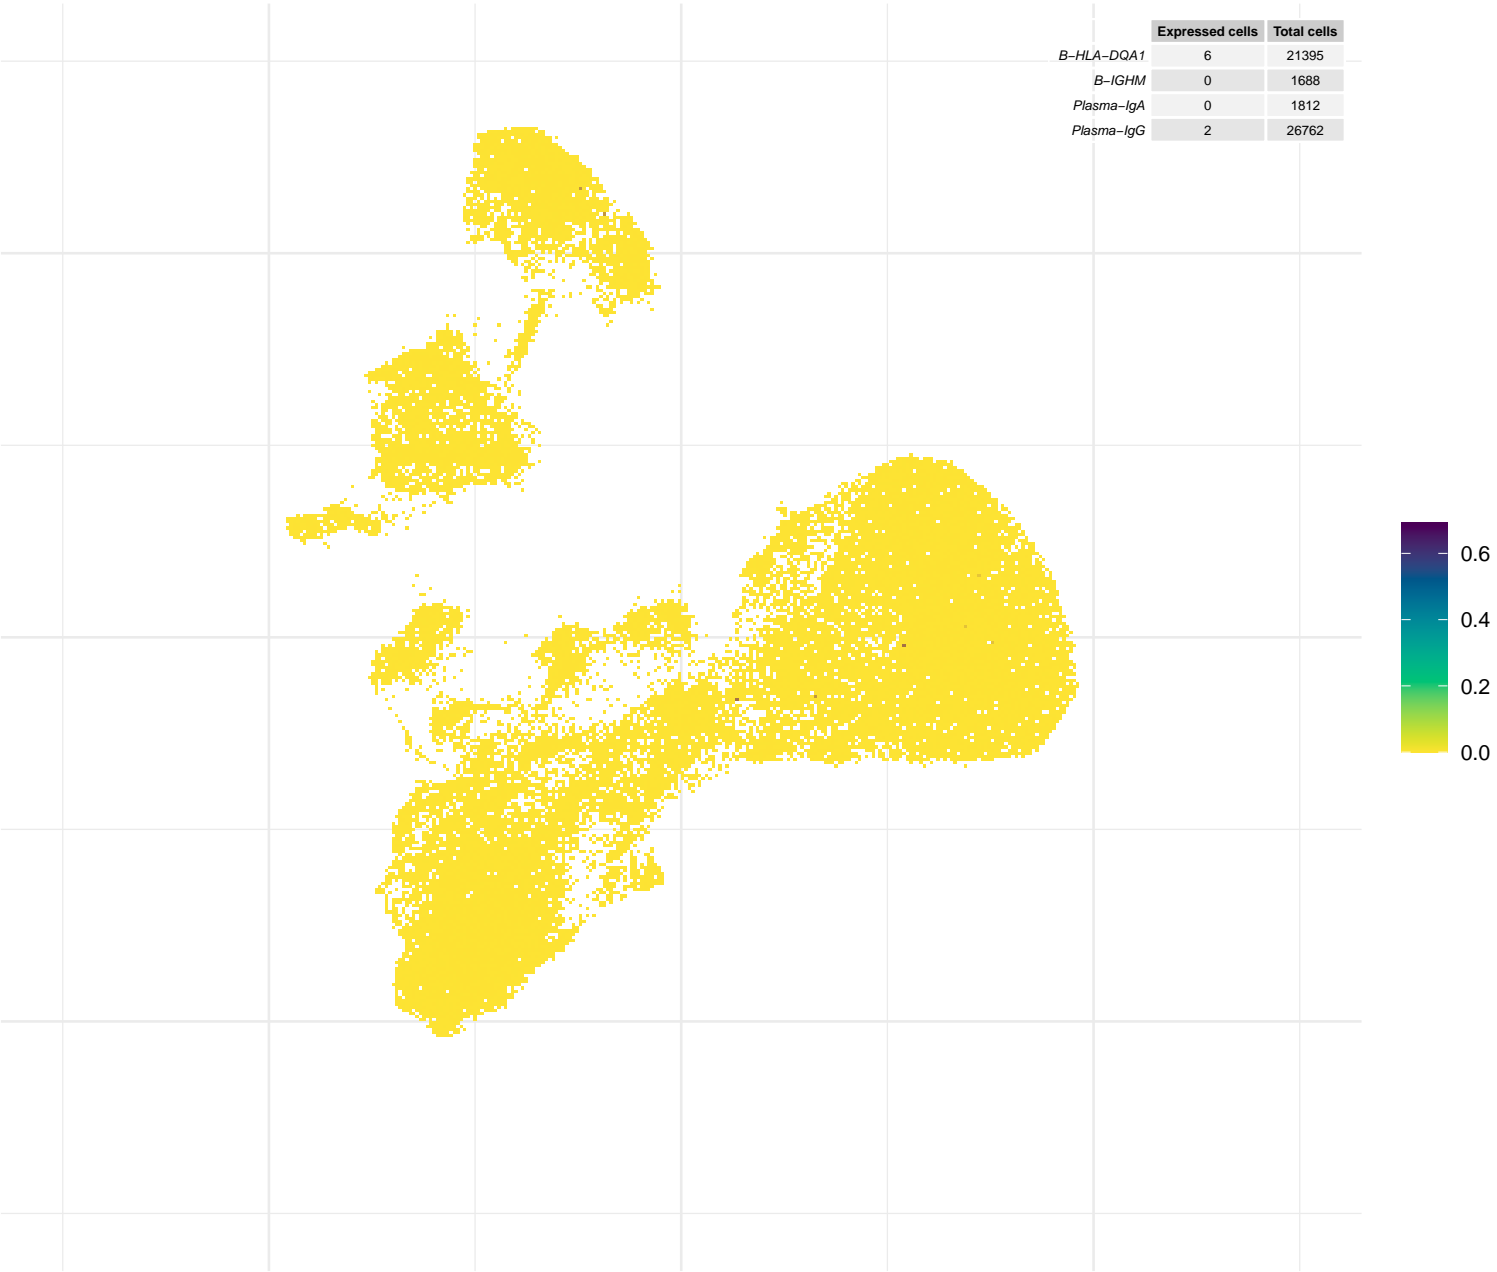 Expressed cells Total cells
B−HLA−DQA1 6 21395
B−IGHM 0 1688
Plasma−IgA 0 1812
Plasma−IgG 2 26762
0.6
0.4
0.2
0.0